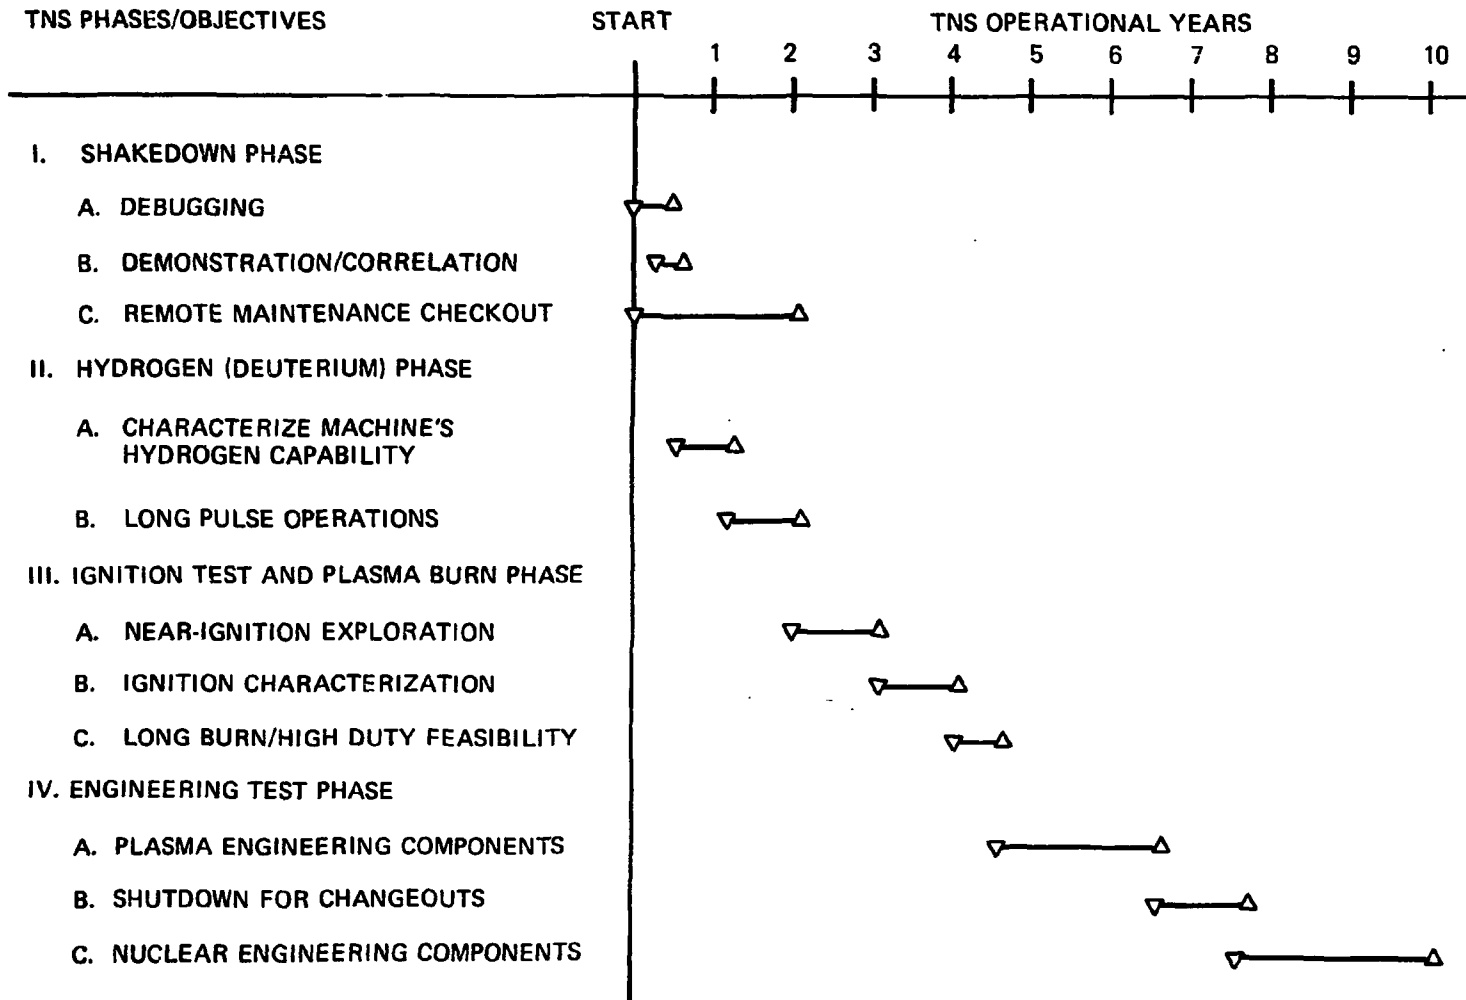 TNS PHASES/OBJECTIVES START TNS OPERATIONAL YEARS
1 2 3 4 5 6 7 8 9 10
I. SHAKEDOWN PHASE
A. DEBUGGING
B. DEMONSTRATION/CORRELATION
C. REMOTE MAINTENANCE CHECKOUT
II. HYDROGEN (DEUTERIUM) PHASE
A. CHARACTERIZE MACHINE'S
HYDROGEN CAPABILITY
B. LONG PULSE OPERATIONS
III. IGNITION TEST AND PLASMA BURN PHASE
A. NEAR-IGNITION EXPLORATION
B. IGNITION CHARACTERIZATION
C. LONG BURN/HIGH DUTY FEASIBILITY
IV. ENGINEERING TEST PHASE
A. PLASMA ENGINEERING COMPONENTS
B. SHUTDOWN FOR CHANGEOUTS
C. NUCLEAR ENGINEERING COMPONENTS